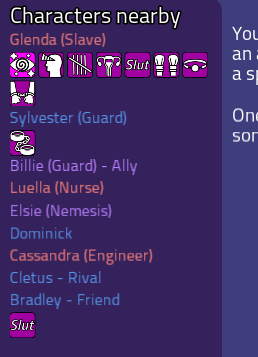 Characters nearby
Glenda (Slave)
Slut
Sylvester (Guard)
Billie (Guard) - Ally
Luella (Nurse)
Elsie (Nemesis)
Dominick
Cassandra (Engineer)
Cletus - Rival
Bradley - Friend
Slut
You
an a
a sp
One
son